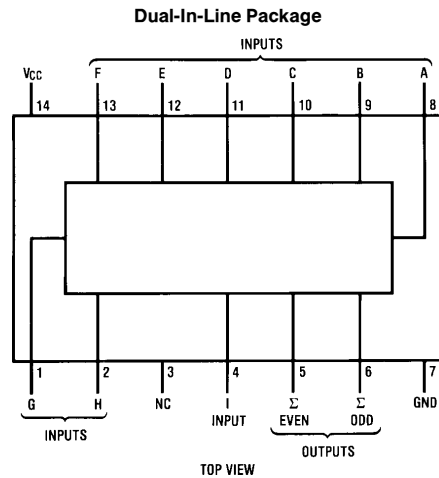 Dual-In-Line Package
INPUTS
VCC F E D C B A
14 13 12 11 10 9 8
1 2 3 4 5 6 7
G H NC I Σ Σ GND
INPUT EVEN ODD
INPUTS OUTPUTS
TOP VIEW